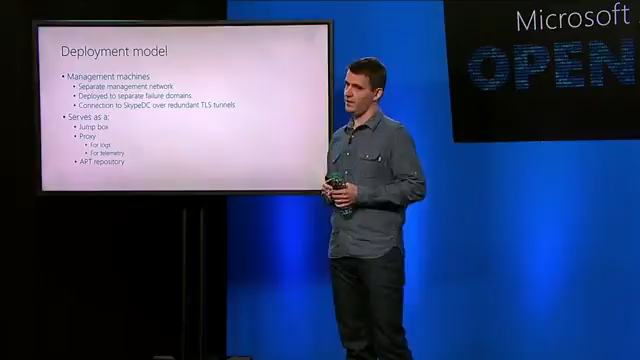 Deployment model
• Management machines
• Separate management network
• Deployed to separate failure domains
• Connection to SkypeDC over redundant TLS tunnels
• Serves as a:
• Jump box
• Proxy
• For logs
• For telemetry
• APT repository
Microsoft
OPEN